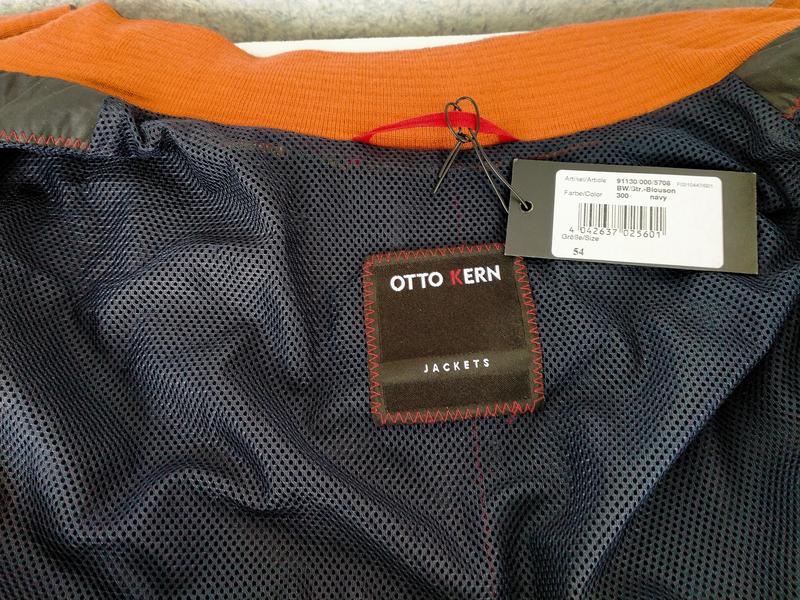 Artikel/Article 91130/000/5708
BW/Str.-Blouson
Farbe/Color 300 navy
4 042637 025601
Größe/Size
54
OTTO KERN
JACKETS